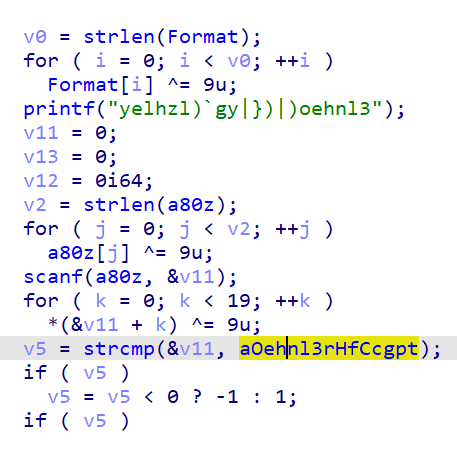 v0 = strlen(Format);
for ( i = 0; i < v0; ++i )
  Format[i] ^= 9u;
printf("yelhzl)`gy|})|)oehnl3");
v11 = 0;
v13 = 0;
v12 = 0i64;
v2 = strlen(a80z);
for ( j = 0; j < v2; ++j )
  a80z[j] ^= 9u;
scanf(a80z, &v11);
for ( k = 0; k < 19; ++k )
  *(&v11 + k) ^= 9u;
v5 = strcmp(&v11, aOehnl3rHfCcgpt);
if ( v5 )
  v5 = v5 < 0 ? -1 : 1;
if ( v5 )